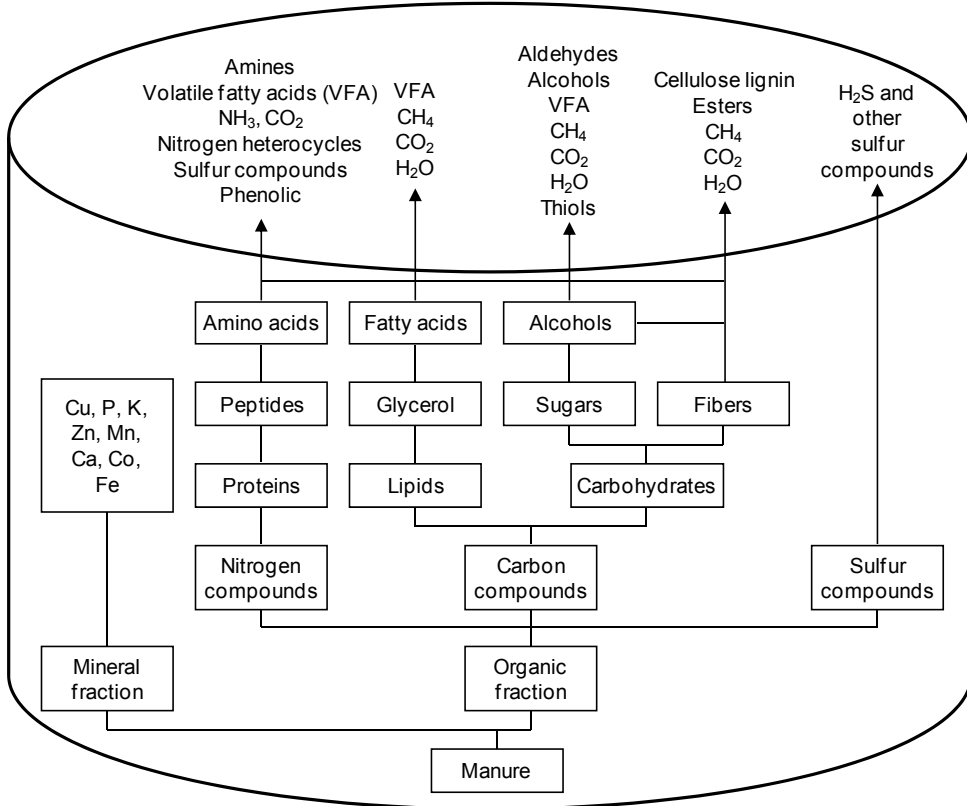 Amines
Volatile fatty acids (VFA)
NH₃, CO₂
Nitrogen heterocycles
Sulfur compounds
Phenolic
VFA
CH₄
CO₂
H₂O
Aldehydes
Alcohols
VFA
CH₄
CO₂
H₂O
Thiols
Cellulose lignin
Esters
CH₄
CO₂
H₂O
H₂S and
other
sulfur
compounds
Amino acids
Fatty acids
Alcohols
Cu, P, K,
Zn, Mn,
Ca, Co,
Fe
Peptides
Glycerol
Sugars
Fibers
Proteins
Lipids
Carbohydrates
Nitrogen
compounds
Carbon
compounds
Sulfur
compounds
Mineral
fraction
Organic
fraction
Manure